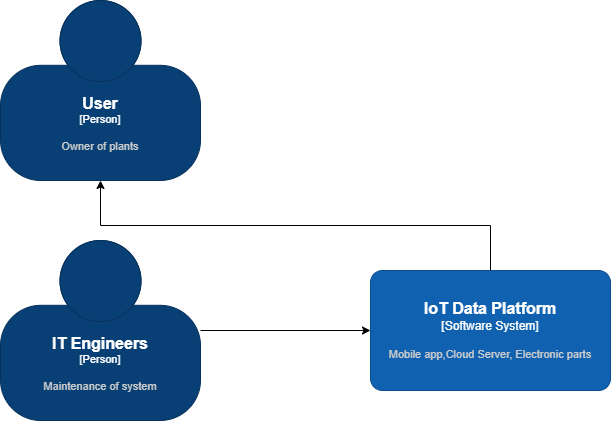 User
[Person]
Owner of plants
IT Engineers
[Person]
Maintenance of system
IoT Data Platform
[Software System]
Mobile app,Cloud Server, Electronic parts